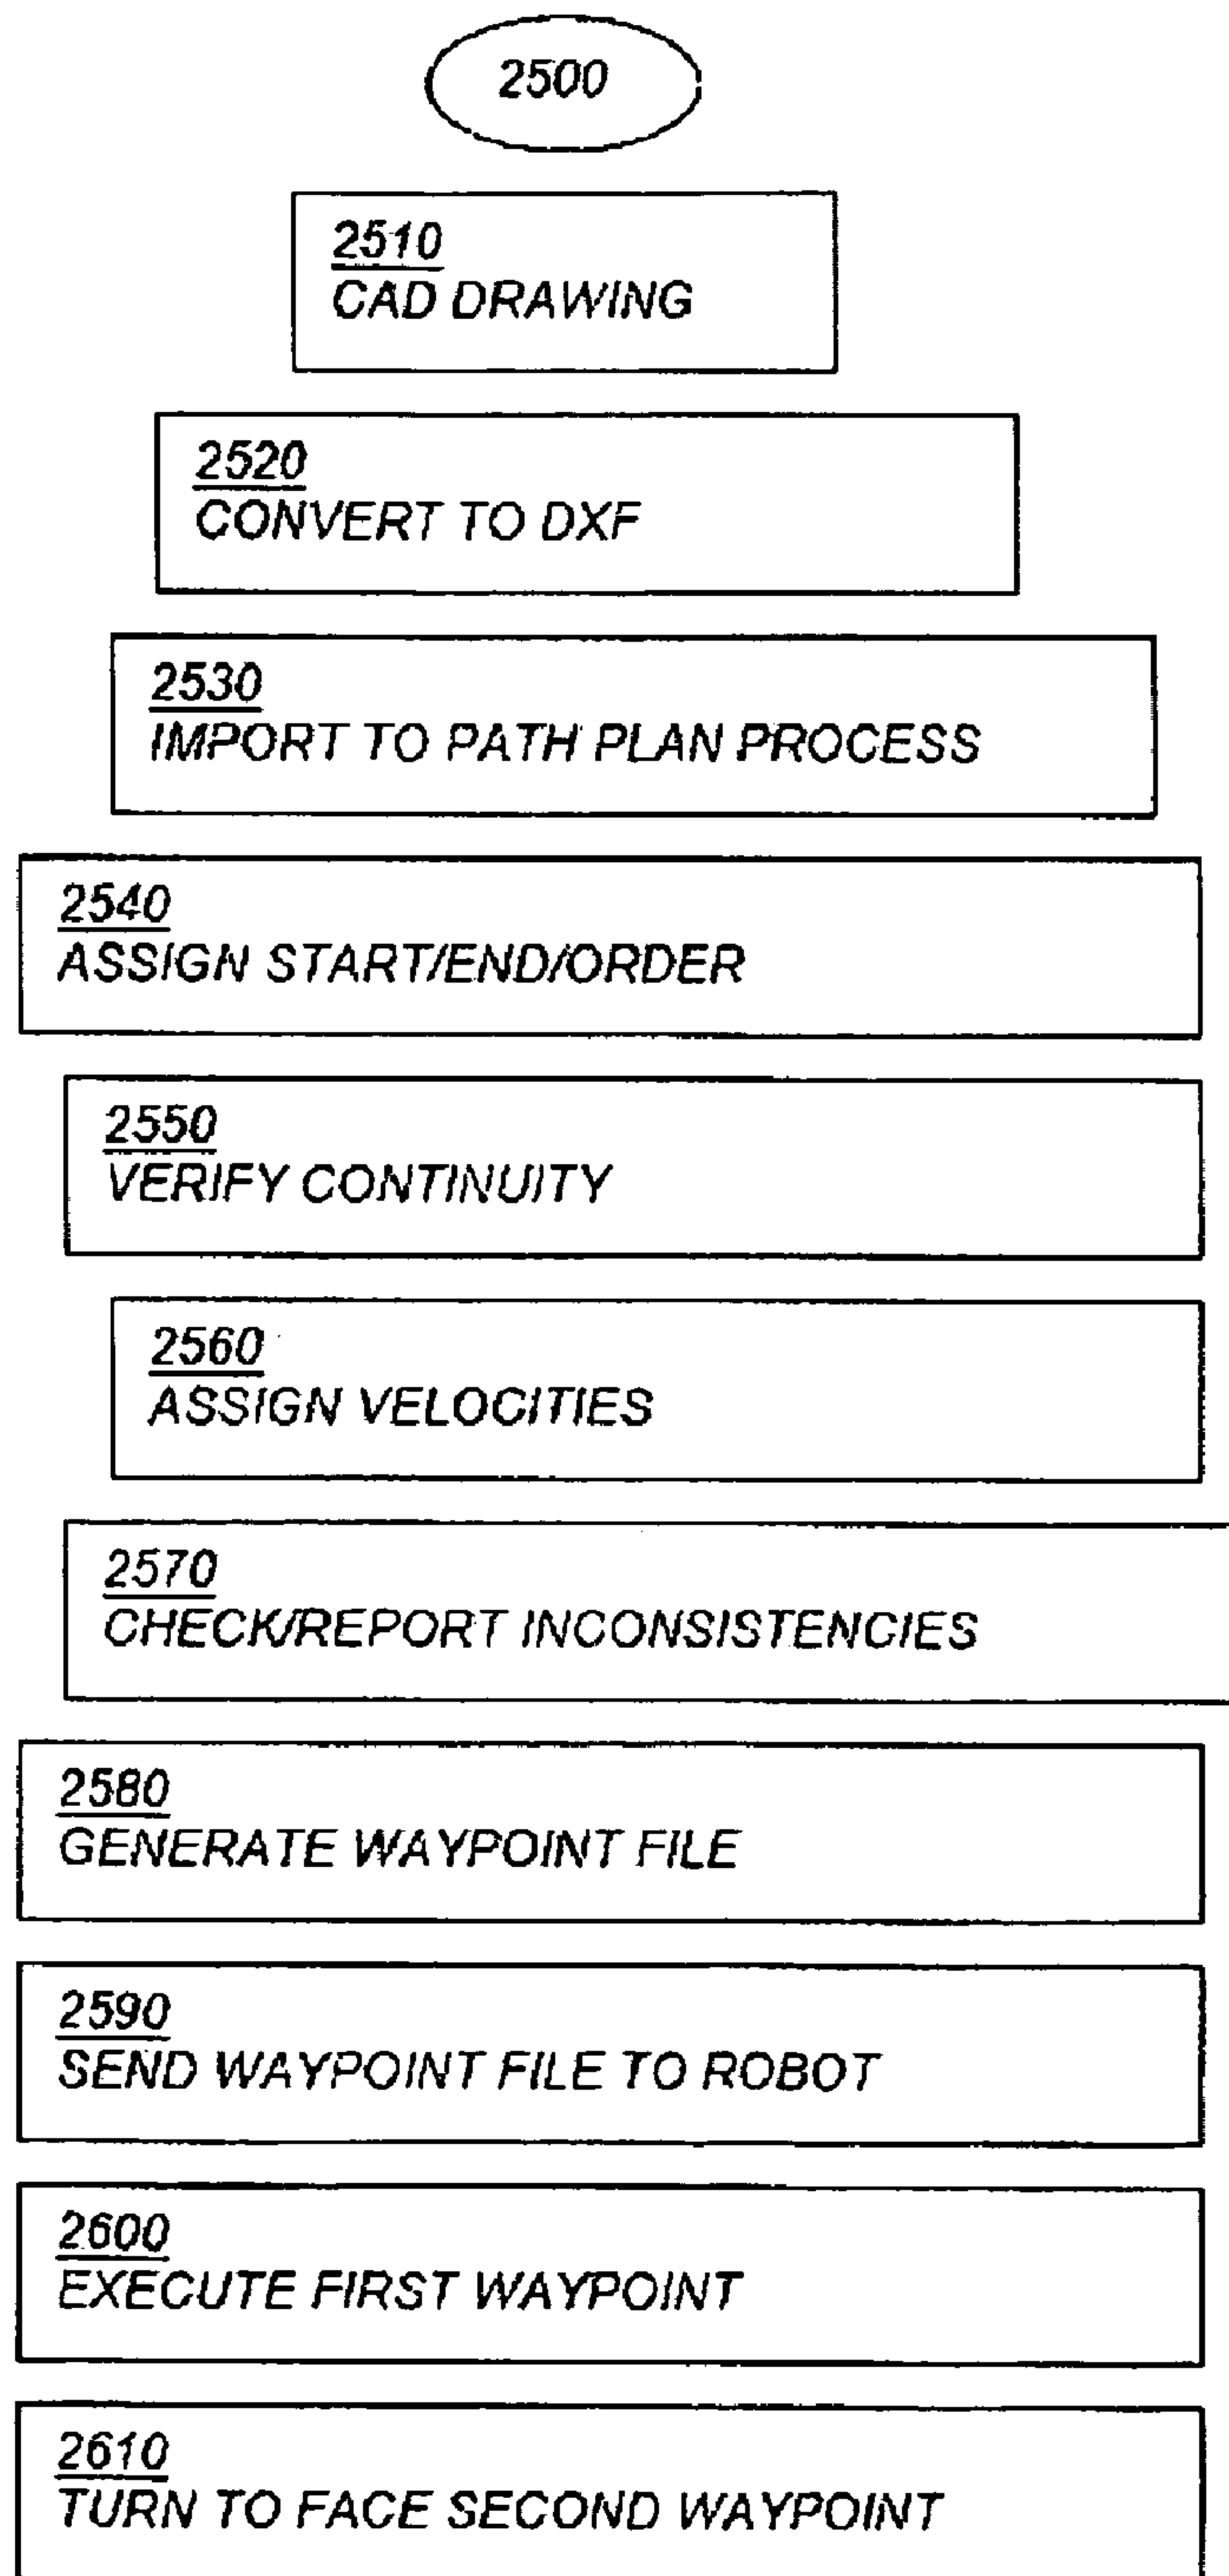 2500
2510
CAD DRAWING
2520
CONVERT TO DXF
2530
IMPORT TO PATH PLAN PROCESS
2540
ASSIGN START/END/ORDER
2550
VERIFY CONTINUITY
2560
ASSIGN VELOCITIES
2570
CHECK/REPORT INCONSISTENCIES
2580
GENERATE WAYPOINT FILE
2590
SEND WAYPOINT FILE TO ROBOT
2600
EXECUTE FIRST WAYPOINT
2610
TURN TO FACE SECOND WAYPOINT